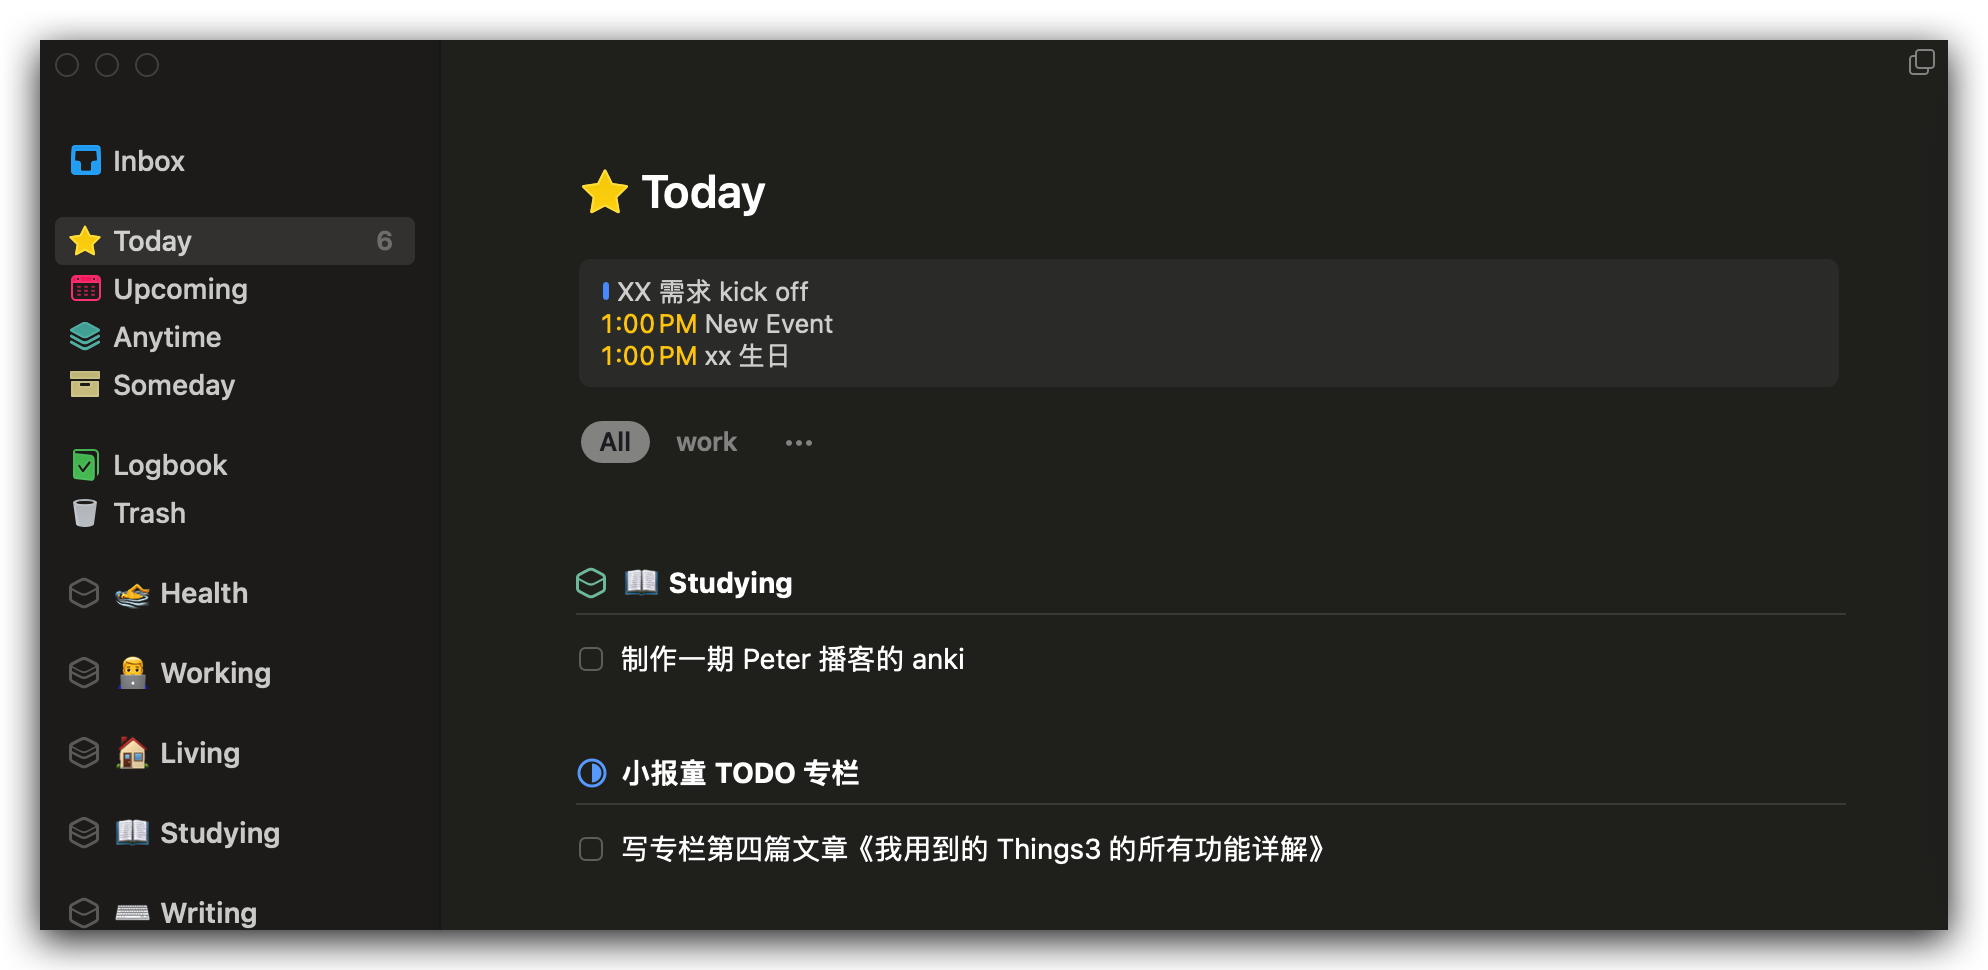 Inbox
Today 6
Upcoming
Anytime
Someday
Logbook
Trash
Health
Working
Living
Studying
Writing
Today
XX 需求 kick off
1:00 PM New Event
1:00 PM xx 生日
All work •••
Studying
制作一期 Peter 播客的 anki
小报童 TODO 专栏
写专栏第四篇文章《我用到的 Things3 的所有功能详解》